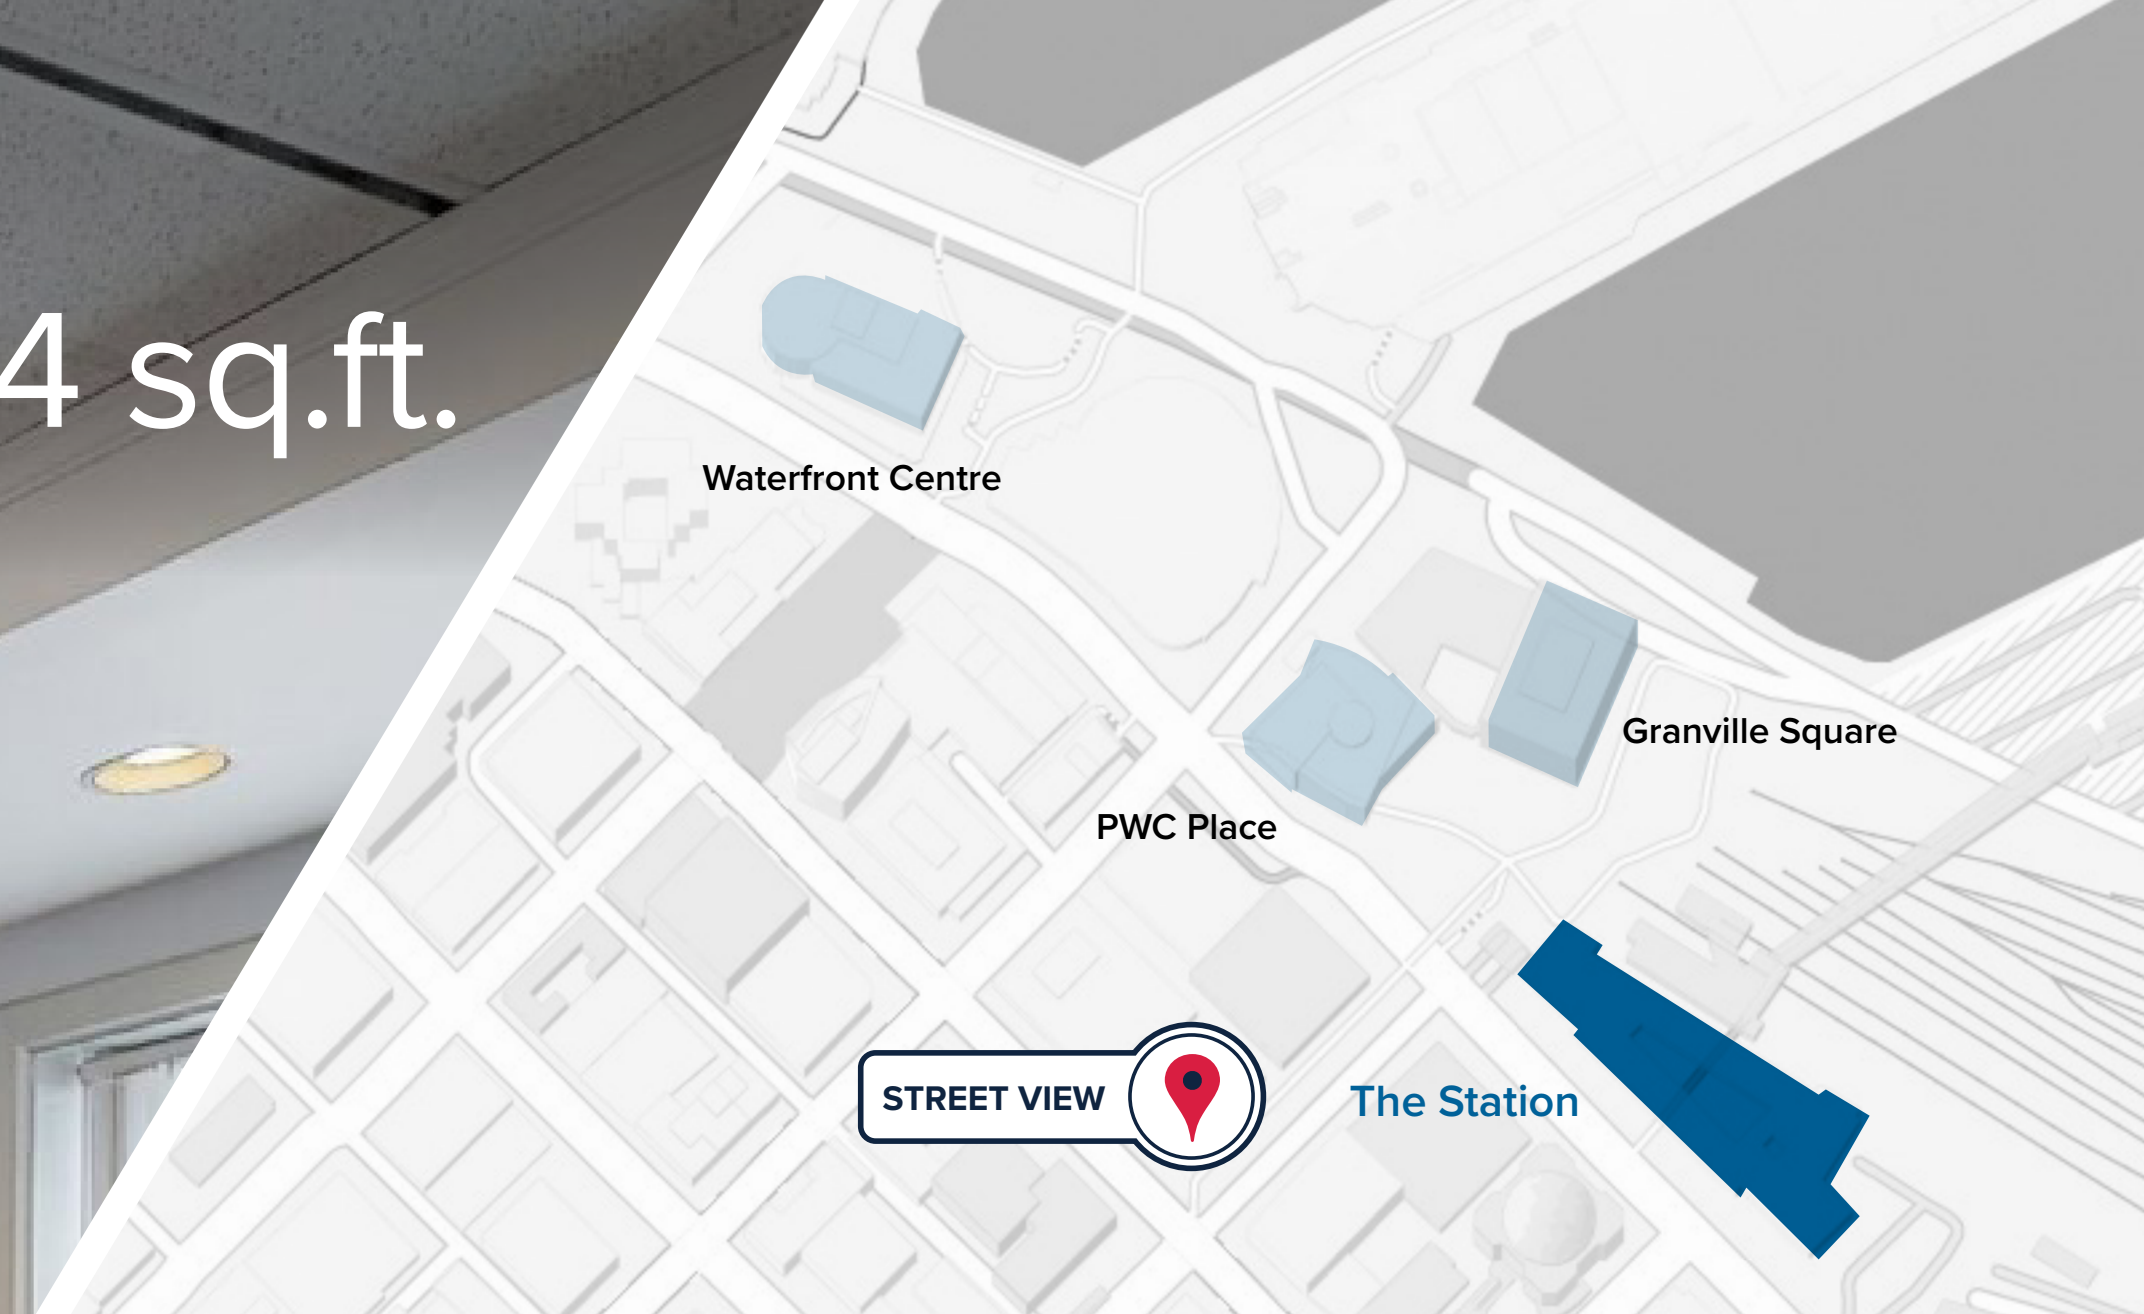 4 sq.ft.
Waterfront Centre
Granville Square
PWC Place
STREET VIEW
The Station